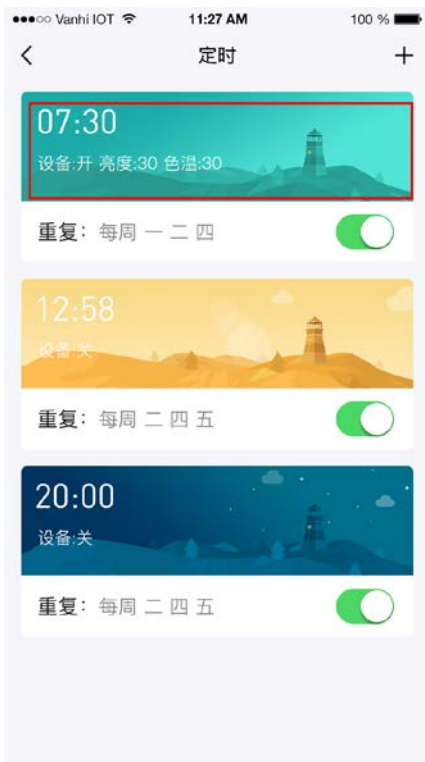 Vanhi IOT 11:27 AM 100 %
定时
07:30
设备:开 亮度:30 色温:30
重复：每周 一 二 四
12:58
设备:关
重复：每周 二 四 五
20:00
设备:关
重复：每周 二 四 五